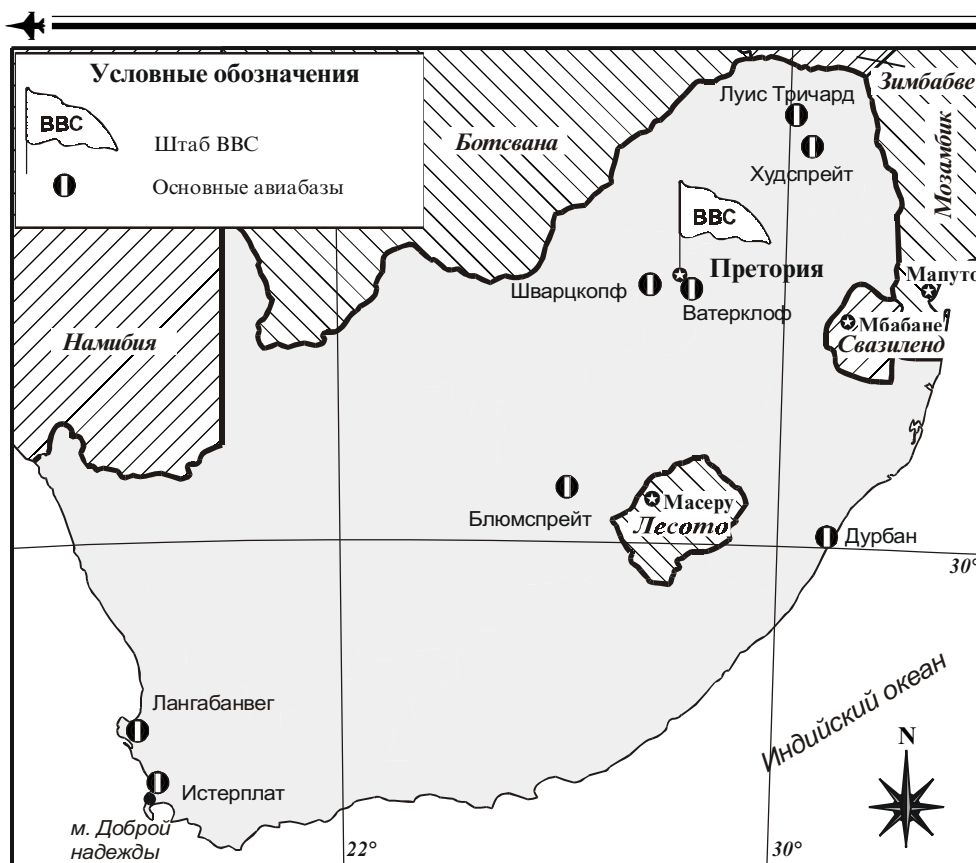 Условные обозначения
ВВС
Штаб ВВС
Основные авиабазы
Зимбабве
Луис Тричард
Ботсвана
Мозамбик
Худспрейт
ВВС
Претория
Мапуто
Шварцкопф
Ватерклоф
Мбабане
Свазиленд
Намибия
Блюмспрейт
Масеру
Лесото
Дурбан
30°
Лангабанвег
Индийский океан
N
Истерплат
м. Доброй
надежды
22°
30°